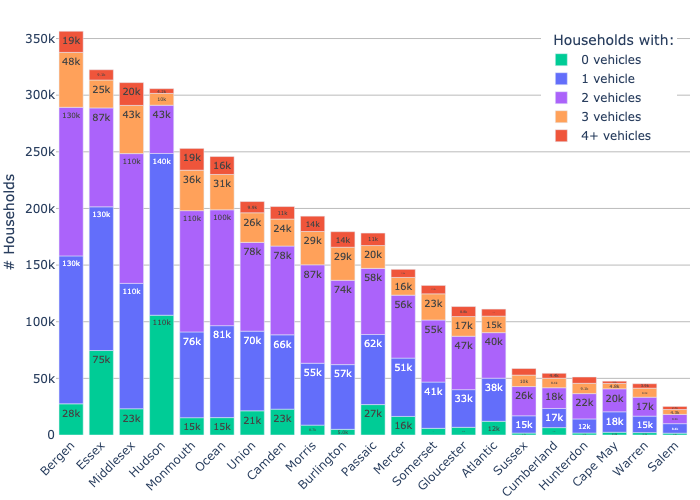 Households with:
0 vehicles
1 vehicle
2 vehicles
3 vehicles
4+ vehicles
# Households
350k
300k
250k
200k
150k
100k
50k
0
19k
48k
130k
130k
28k
25k
87k
130k
75k
20k
43k
110k
110k
23k
10k
43k
140k
110k
19k
36k
110k
76k
15k
16k
31k
100k
81k
15k
26k
78k
70k
21k
11k
24k
78k
66k
23k
14k
29k
87k
55k
14k
29k
74k
57k
11k
20k
58k
62k
27k
16k
56k
51k
16k
23k
55k
41k
17k
47k
33k
15k
40k
38k
12k
10k
26k
15k
18k
17k
22k
12k
20k
18k
17k
15k
Bergen
Essex
Middlesex
Hudson
Monmouth
Ocean
Union
Camden
Morris
Burlington
Passaic
Mercer
Somerset
Gloucester
Atlantic
Sussex
Cumberland
Hunterdon
Cape May
Warren
Salem